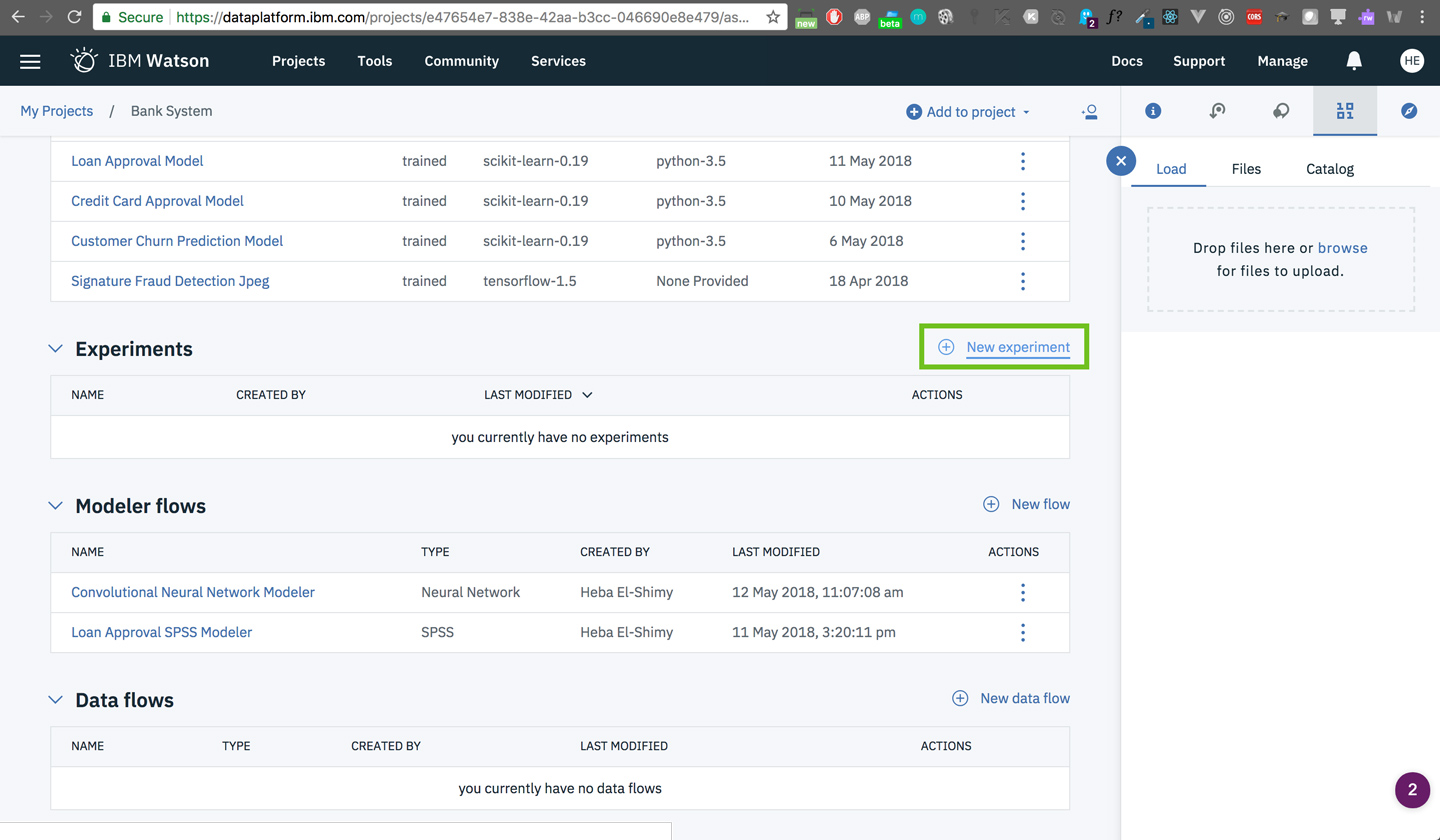 Secure https://dataplatform.ibm.com/projects/e47654e7-838e-42aa-b3cc-046690e8e479/as...
new ABP beta m K 2 f? CORS rw
IBM Watson Projects Tools Community Services Docs Support Manage HE
My Projects / Bank System Add to project
Loan Approval Model trained scikit-learn-0.19 python-3.5 11 May 2018
Credit Card Approval Model trained scikit-learn-0.19 python-3.5 10 May 2018
Customer Churn Prediction Model trained scikit-learn-0.19 python-3.5 6 May 2018
Signature Fraud Detection Jpeg trained tensorflow-1.5 None Provided 18 Apr 2018
Load Files Catalog
Drop files here or browse
for files to upload.
Experiments New experiment
NAME CREATED BY LAST MODIFIED ACTIONS
you currently have no experiments
Modeler flows New flow
NAME TYPE CREATED BY LAST MODIFIED ACTIONS
Convolutional Neural Network Modeler Neural Network Heba El-Shimy 12 May 2018, 11:07:08 am
Loan Approval SPSS Modeler SPSS Heba El-Shimy 11 May 2018, 3:20:11 pm
Data flows New data flow
NAME TYPE CREATED BY LAST MODIFIED ACTIONS
you currently have no data flows
2